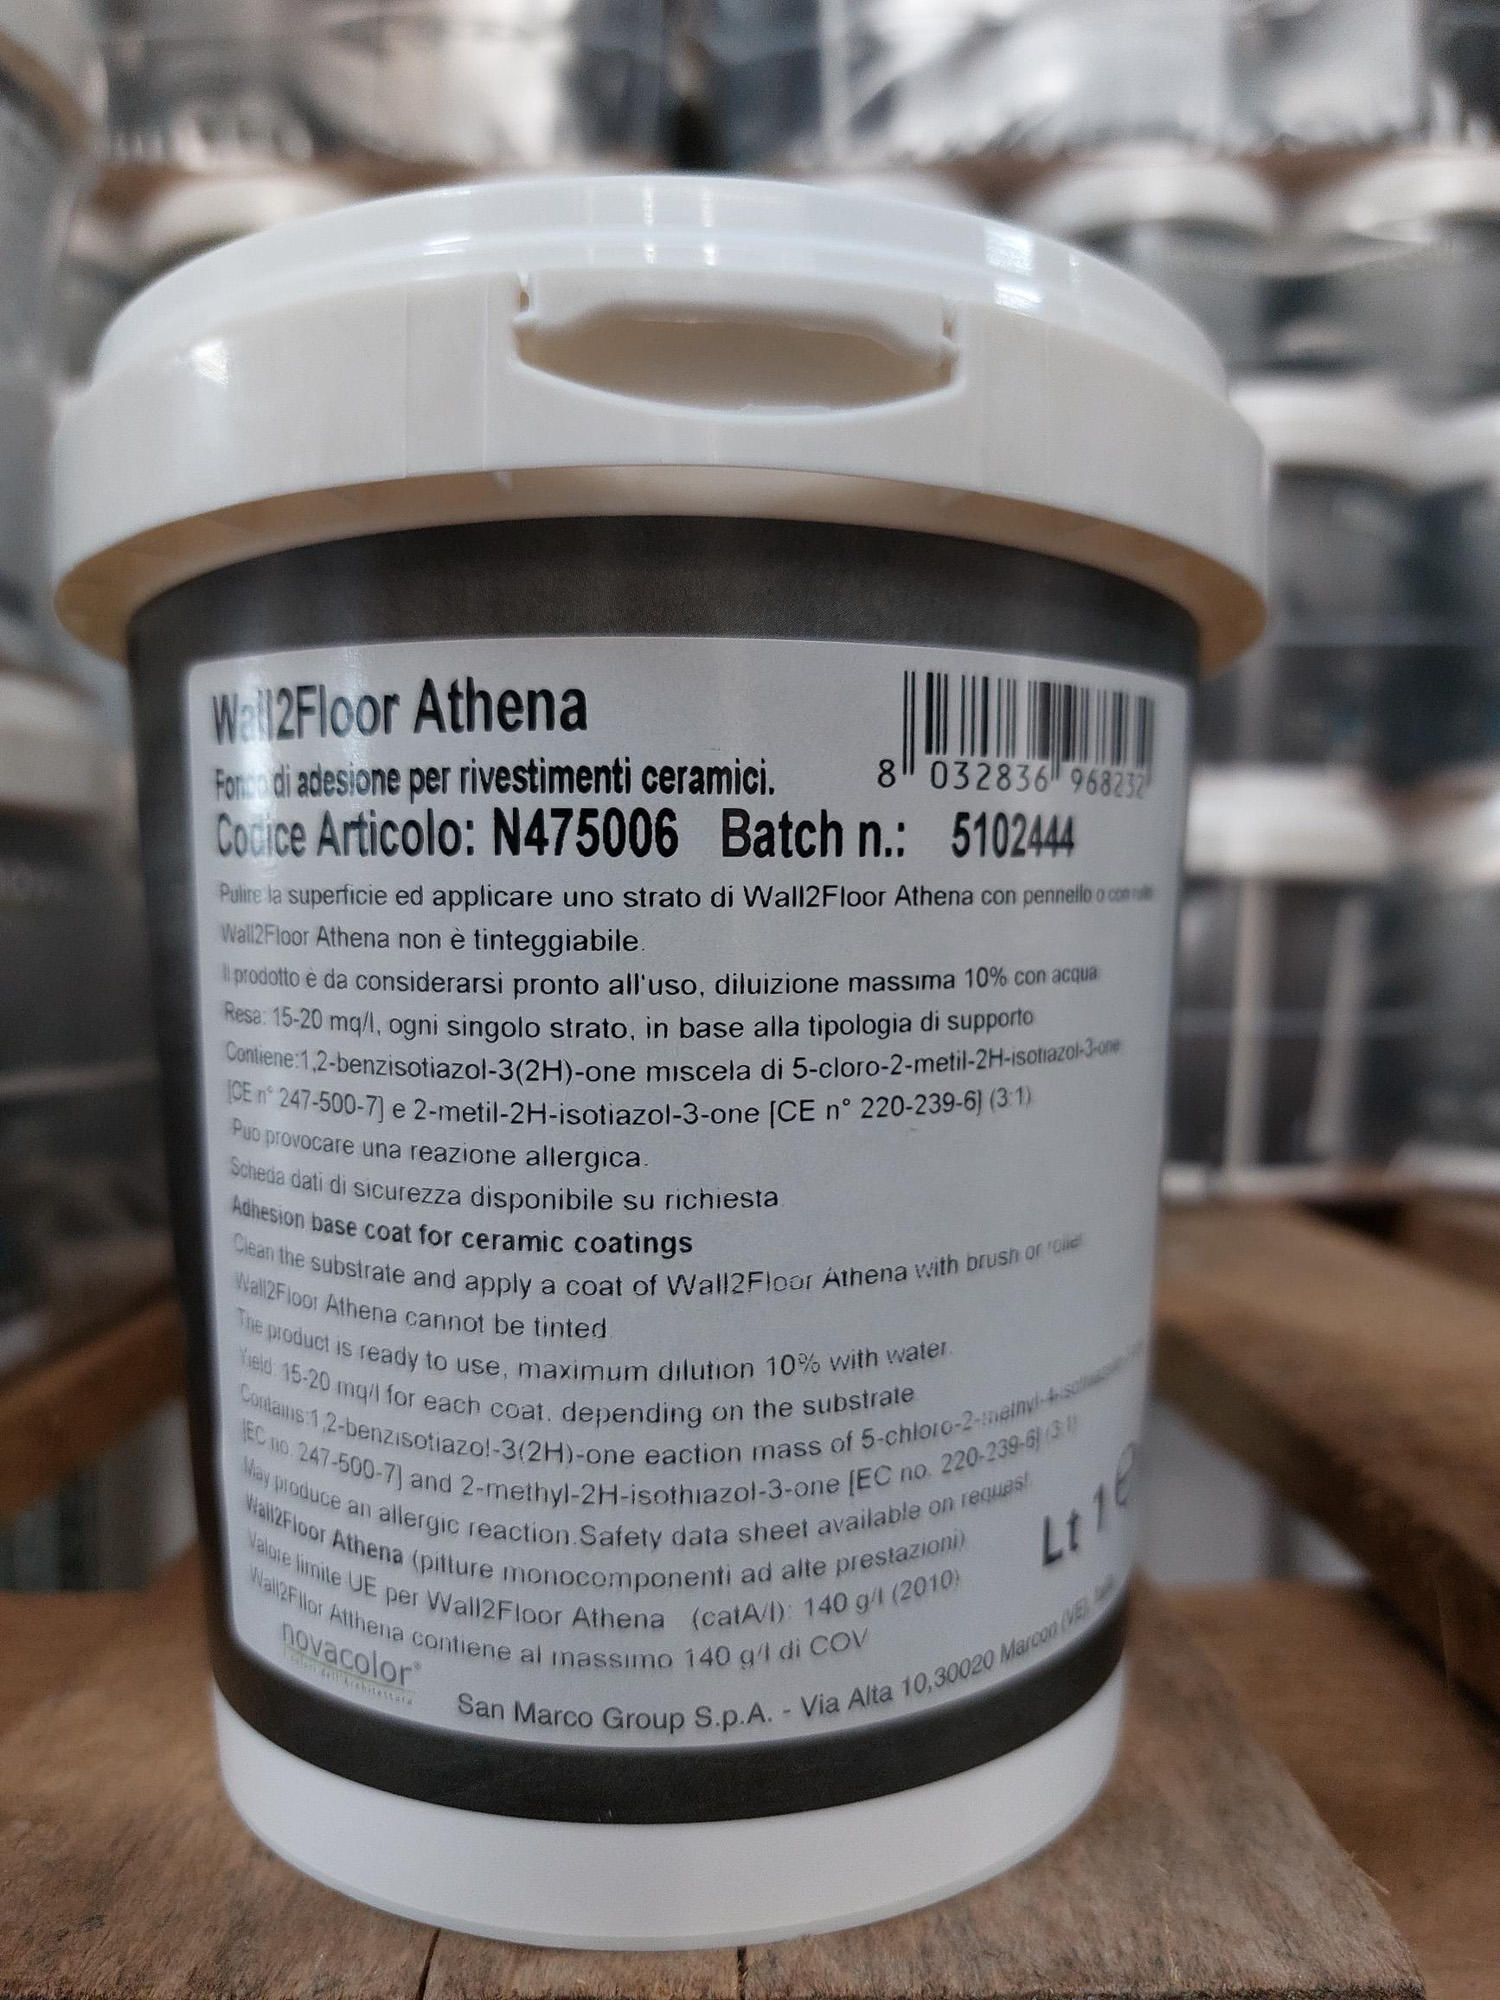 Wall2Floor Athena
Fondo di adesione per rivestimenti ceramici.
8 032836 968232
Codice Articolo: N475006 Batch n.: 5102444
Pulire la superficie ed applicare uno strato di Wall2Floor Athena con pennello o con
Wall2Floor Athena non è tinteggiabile.
Il prodotto è da considerarsi pronto all'uso, diluizione massima 10% con acqua
Resa: 15-20 mq/l, ogni singolo strato, in base alla tipologia di supporto
Contiene:1,2-benzisotiazol-3(2H)-one miscela di 5-cloro-2-metil-2H-isotiazol-3-one
[CE n° 247-500-7] e 2-metil-2H-isotiazol-3-one [CE n° 220-239-6] (3:1)
Può provocare una reazione allergica.
Scheda dati di sicurezza disponibile su richiesta
Adhesion base coat for ceramic coatings
Clean the substrate and apply a coat of Wall2Floor Athena with brush or roller
Wall2Floor Athena cannot be tinted
The product is ready to use, maximum dilution 10% with water.
Yield: 15-20 mq/l for each coat, depending on the substrate
Contains:1,2-benzisotiazol-3(2H)-one eaction mass of 5-chloro-2-methyl-4-isothiazolin
[EC no. 247-500-7] and 2-methyl-2H-isothiazol-3-one [EC no. 220-239-6] (3:1)
May produce an allergic reaction.Safety data sheet available on request
Wall2Floor Athena (pitture monocomponenti ad alte prestazioni)
Valore limite UE per Wall2Floor Athena (catA/I): 140 g/l (2010)
Wall2Fllor Atthena contiene al massimo 140 g/l di COV
Lt 1 e
novacolor®
colori dell'Architettura
San Marco Group S.p.A. - Via Alta 10,30020 Marcon (VE), Italia